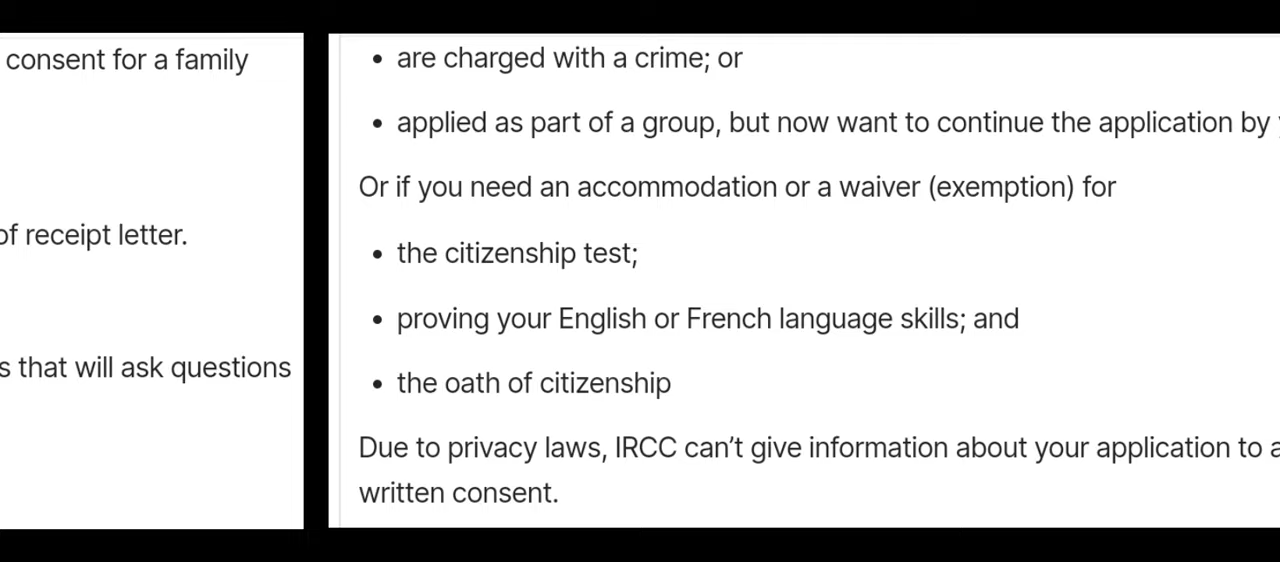 consent for a family
of receipt letter.
that will ask questions
• are charged with a crime; or
• applied as part of a group, but now want to continue the application by
Or if you need an accommodation or a waiver (exemption) for
• the citizenship test;
• proving your English or French language skills; and
• the oath of citizenship
Due to privacy laws, IRCC can’t give information about your application to
written consent.